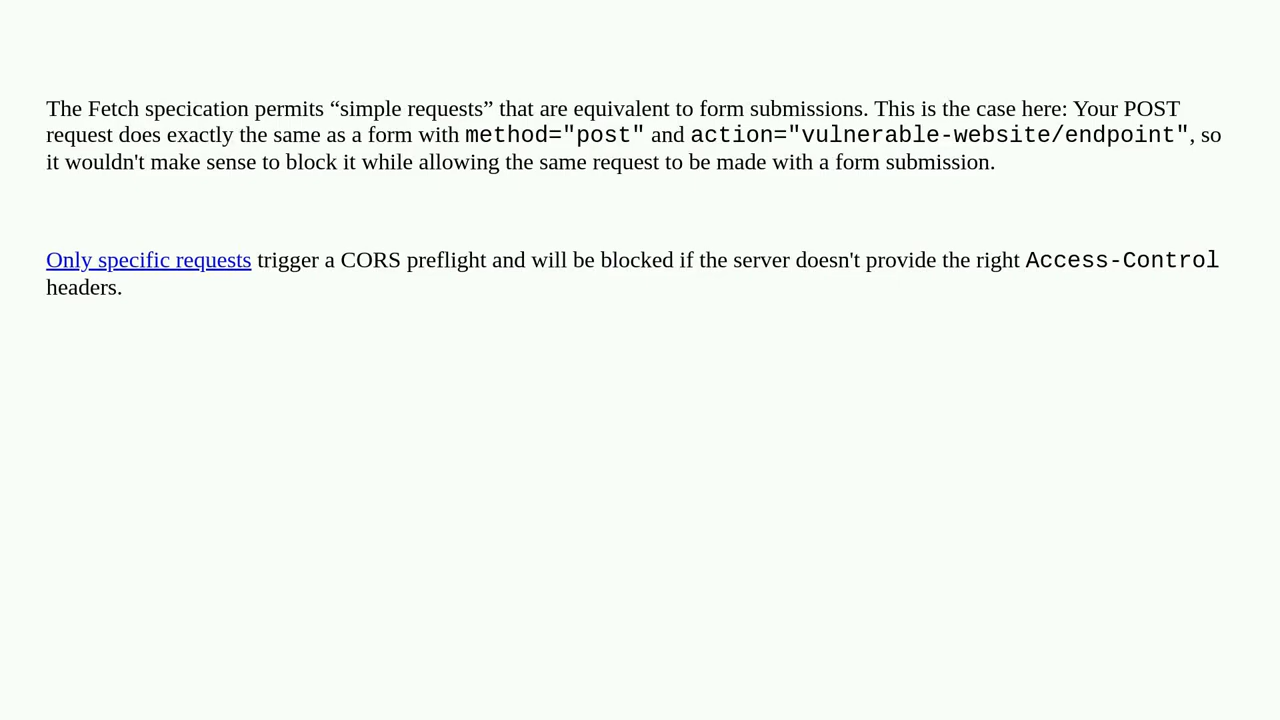 The Fetch specication permits “simple requests” that are equivalent to form submissions. This is the case here: Your POST
request does exactly the same as a form with method="post" and action="vulnerable-website/endpoint", so
it wouldn't make sense to block it while allowing the same request to be made with a form submission.
Only specific requests trigger a CORS preflight and will be blocked if the server doesn't provide the right Access-Control
headers.